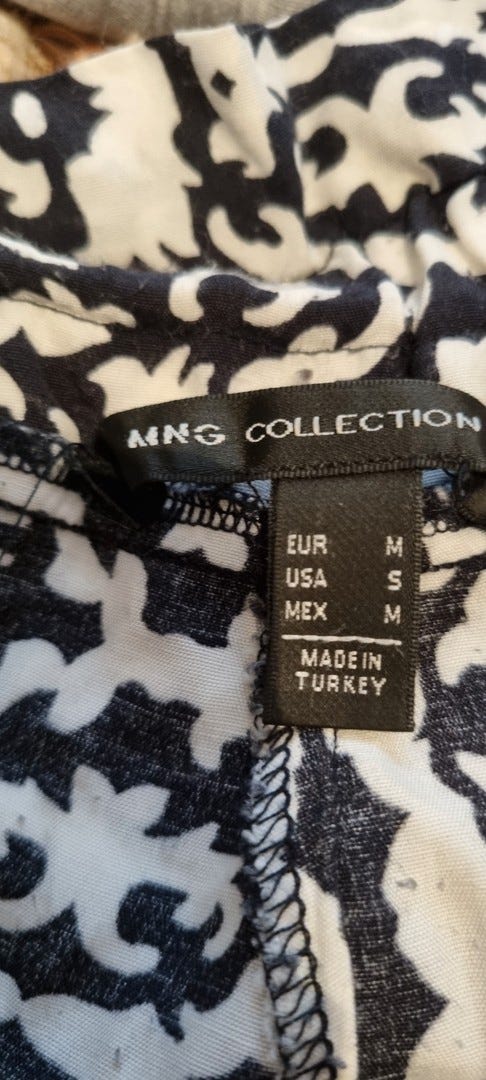 MNG COLLECTION
EUR M
USA S
MEX M
MADE IN
TURKEY